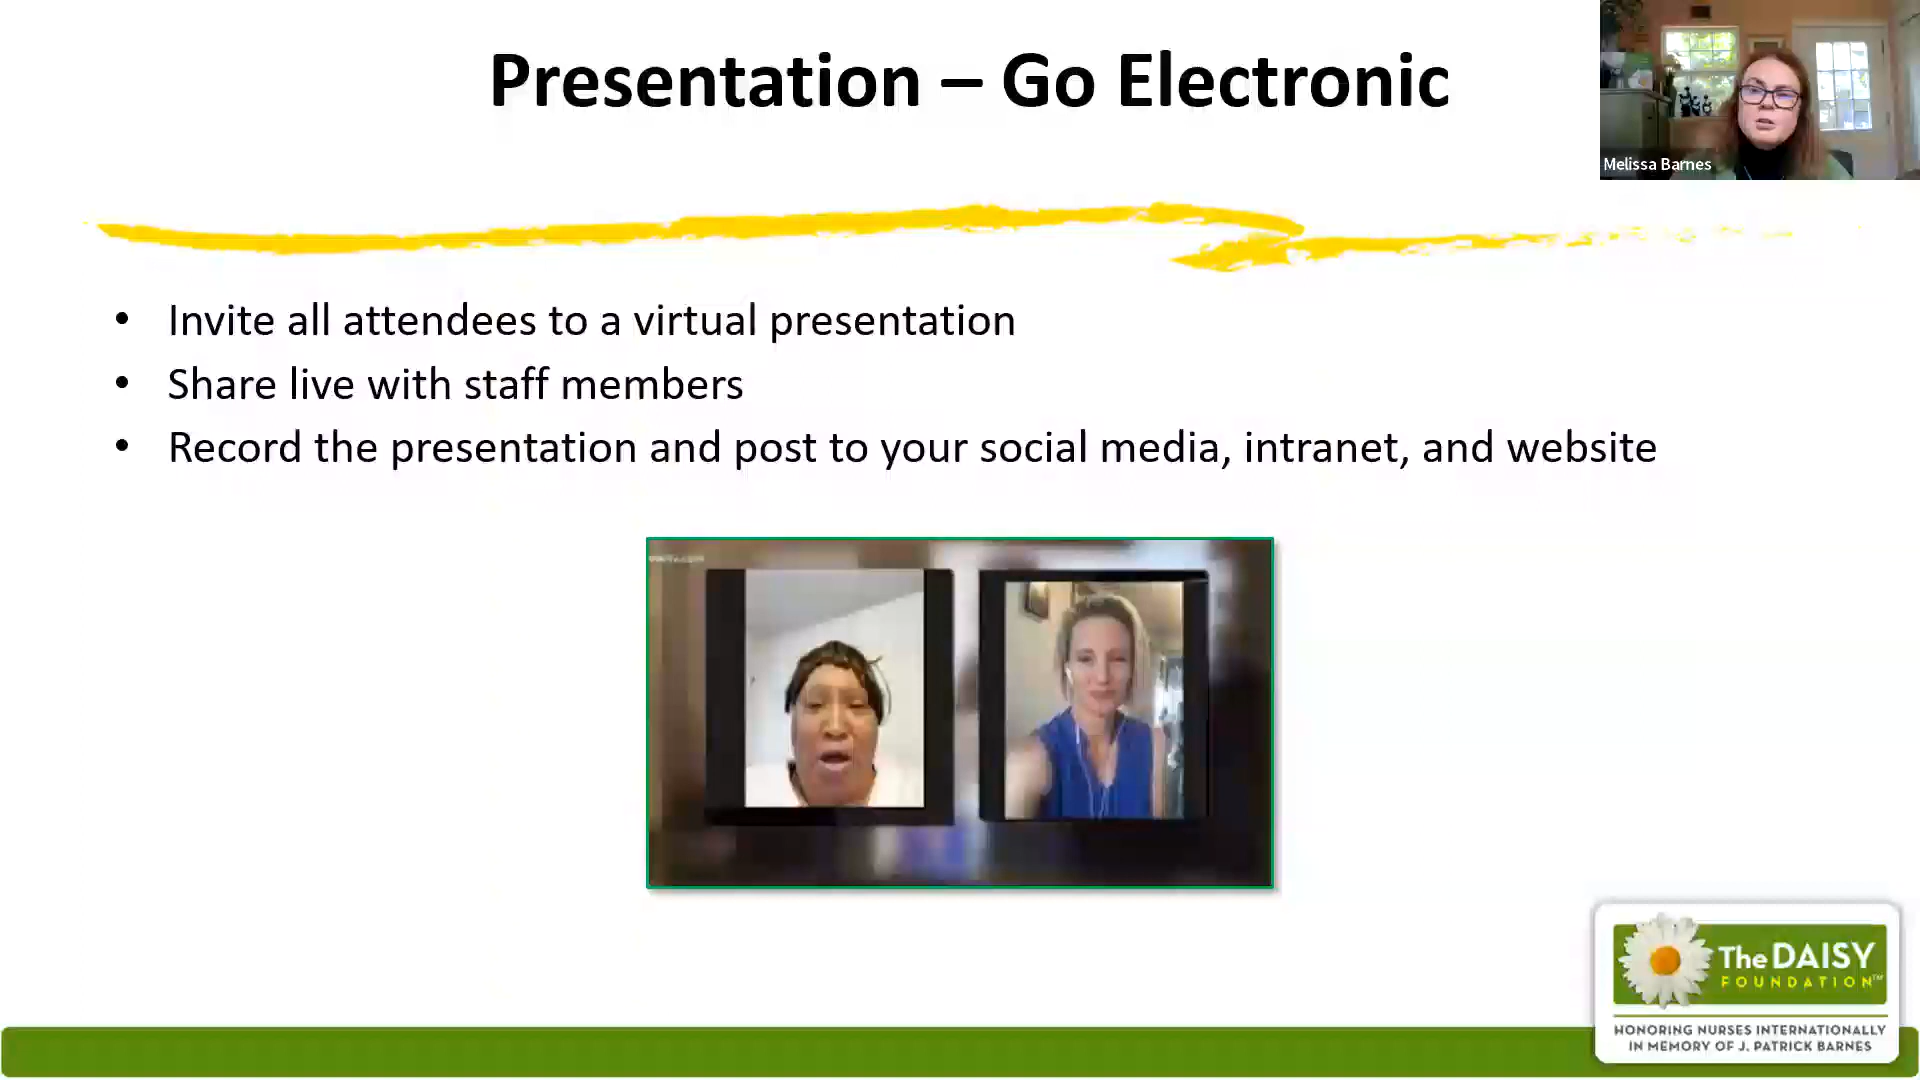 Presentation – Go Electronic
Melissa Barnes
• Invite all attendees to a virtual presentation
• Share live with staff members
• Record the presentation and post to your social media, intranet, and website
The DAISY
FOUNDATION™
HONORING NURSES INTERNATIONALLY
IN MEMORY OF J. PATRICK BARNES